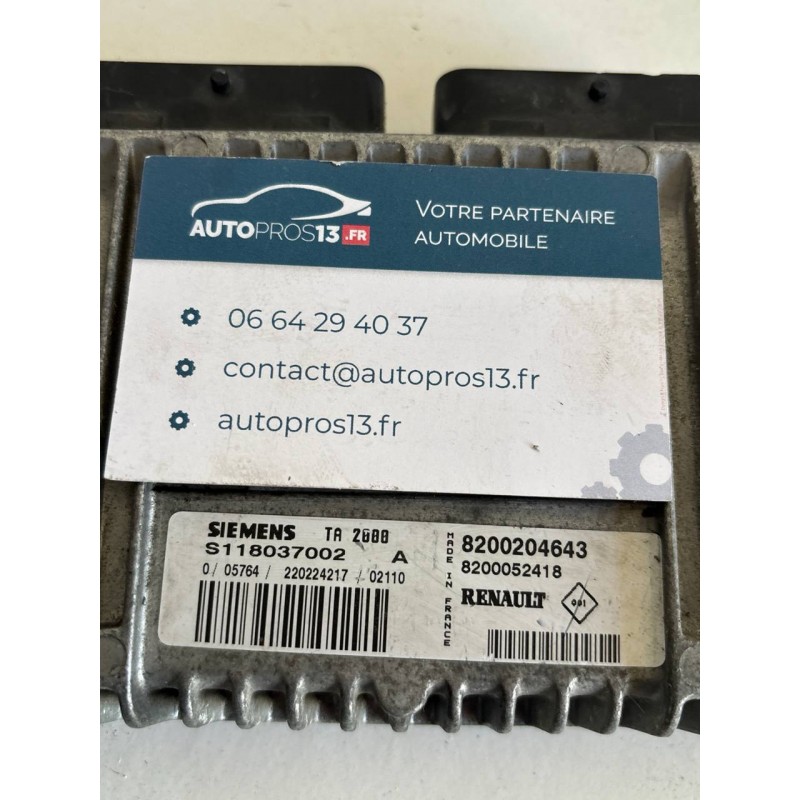 AUTOPROS13.FR
VOTRE PARTENAIRE
AUTOMOBILE
06 64 29 40 37
contact@autopros13.fr
autopros13.fr
SIEMENS TA 2000
S118037002 A
0/ 05764/ 220224217 /02110
MADE IN FRANCE
8200204643
8200052418
RENAULT 001